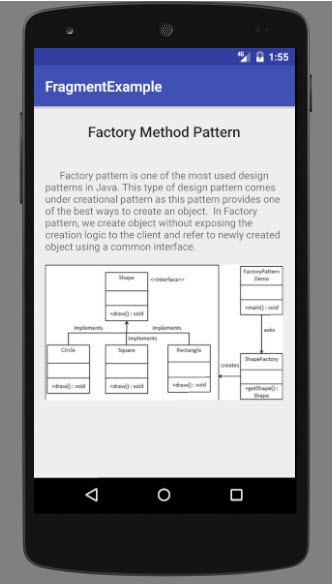 4G 1:55
FragmentExample
Factory Method Pattern
Factory pattern is one of the most used design
patterns in Java. This type of design pattern comes
under creational pattern as this pattern provides one
of the best ways to create an object. In Factory
pattern, we create object without exposing the
creation logic to the client and refer to newly created
object using a common interface.
Shape
<<Interface>>
+draw() : void
implements
implements
implements
Circle
+draw() : void
Square
+draw() : void
Rectangle
+draw() : void
FactoryPattern
Demo
+main() : void
asks
creates
ShapeFactory
+getShape() :
Shape